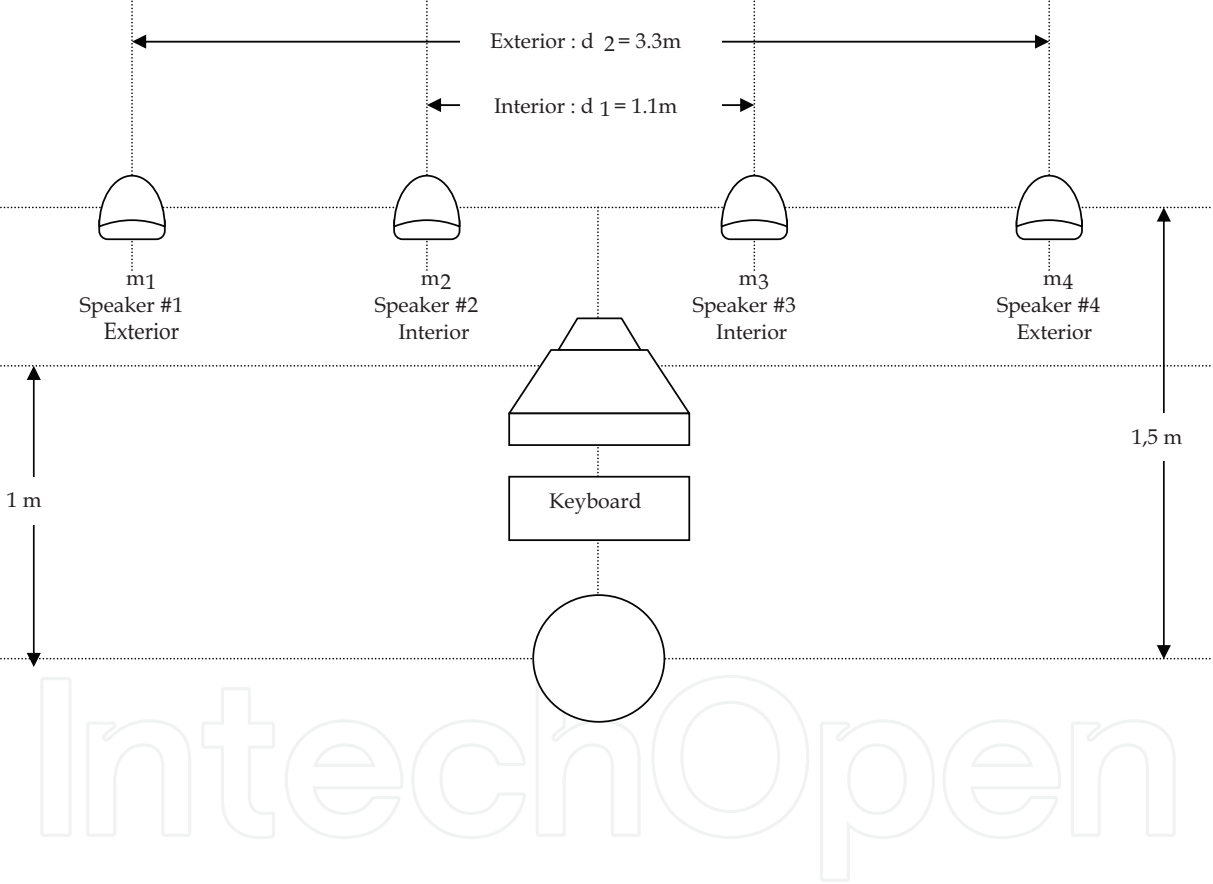 Exterior : d 2 = 3.3m
Interior : d 1 = 1.1m
m1 m2 m3 m4
Speaker #1 Speaker #2 Speaker #3 Speaker #4
Exterior Interior Interior Exterior
1,5 m
1 m
Keyboard
IntechOpen